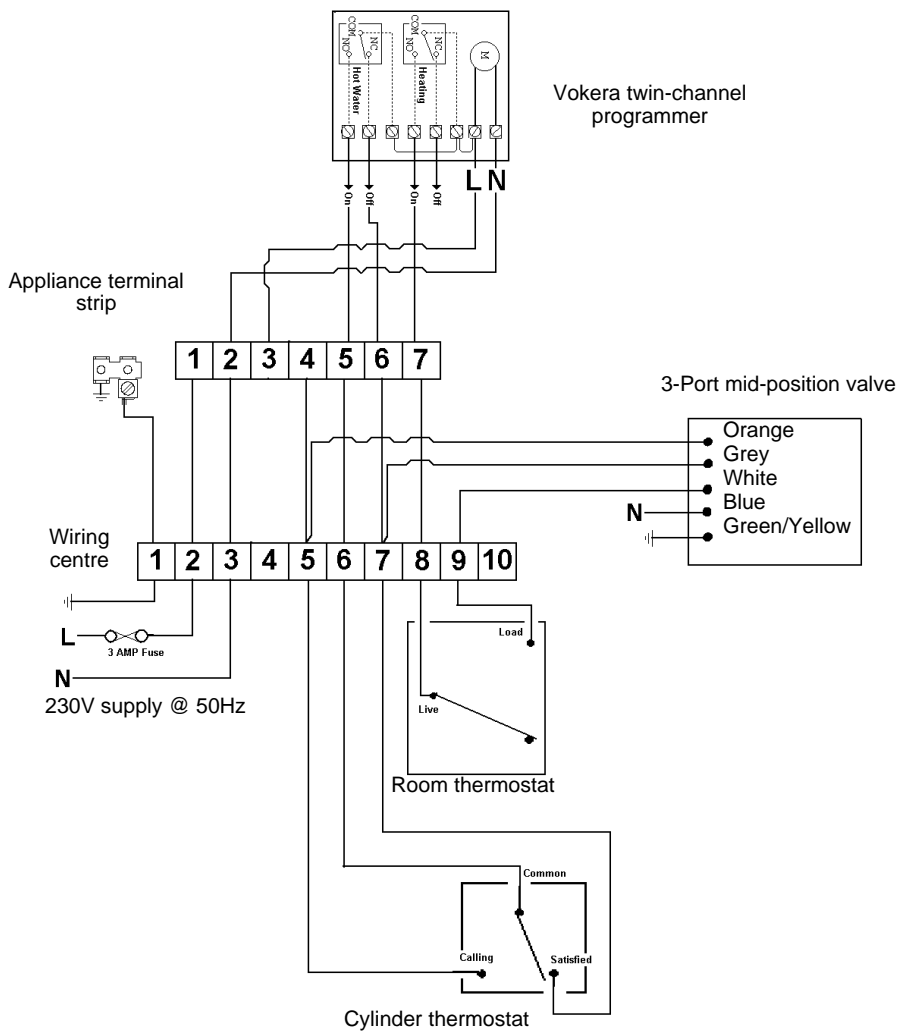 COM
NO
NC
Hot Water
COM
NC
Heating
M
Vokera twin-channel
programmer
On
Off
On
Off
L N
Appliance terminal
strip
1 2 3 4 5 6 7
3-Port mid-position valve
Orange
Grey
White
Blue
Green/Yellow
N
Wiring
centre
1 2 3 4 5 6 7 8 9 10
L
3 AMP Fuse
N
230V supply @ 50Hz
Load
Live
Room thermostat
Common
Calling
Satisfied
Cylinder thermostat